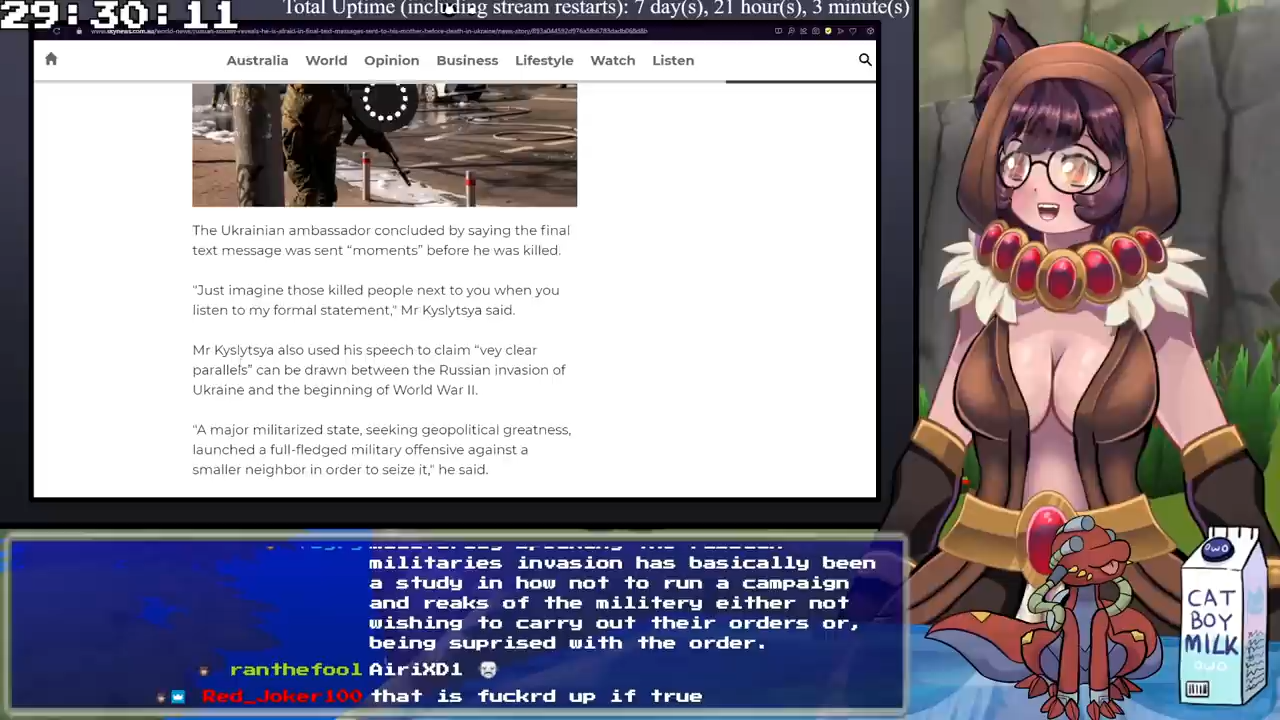 29:30:11
Total Uptime (including stream restarts): 7 day(s), 21 hour(s), 3 minute(s)
Australia World Opinion Business Lifestyle Watch Listen
The Ukrainian ambassador concluded by saying the final
text message was sent “moments” before he was killed.
"Just imagine those killed people next to you when you
listen to my formal statement," Mr Kyslytsya said.
Mr Kyslytsya also used his speech to claim “vey clear
parallels” can be drawn between the Russian invasion of
Ukraine and the beginning of World War II.
"A major militarized state, seeking geopolitical greatness,
launched a full-fledged military offensive against a
smaller neighbor in order to seize it," he said.
militaries invasion has basically been
a study in how not to run a campaign
and reaks of the militery either not
wishing to carry out their orders or,
being suprised with the order.
ranthefool AiriXD1
Red_Joker100 that is fuckrd up if true
OWO
CAT
BOY
MILK
OWO